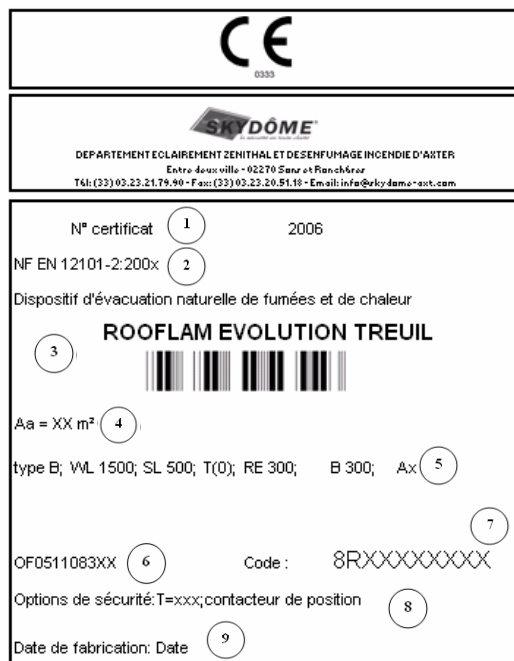 CE
0333
SKYDÔME
DEPARTEMENT ECLAIREMENT ZENITHAL ET DESENFUMAGE INCENDIE D'AXTER
Entre deux ville - 02270 Sons et Ronchères
Tél: (33) 03.23.21.79.90 - Fax: (33) 03.23.20.51.18 - Email: info@skydome-axt.com
N° certificat 1 2006
NF EN 12101-2:200x 2
Dispositif d'évacuation naturelle de fumées et de chaleur
ROOFLAM EVOLUTION TREUIL
3
Aa = XX m² 4
type B; WL 1500; SL 500; T(0); RE 300; B 300; Ax 5
7
OF0511083XX 6 Code : 8RXXXXXXXXX
Options de sécurité:T=xxx;contacteur de position 8
Date de fabrication: Date 9